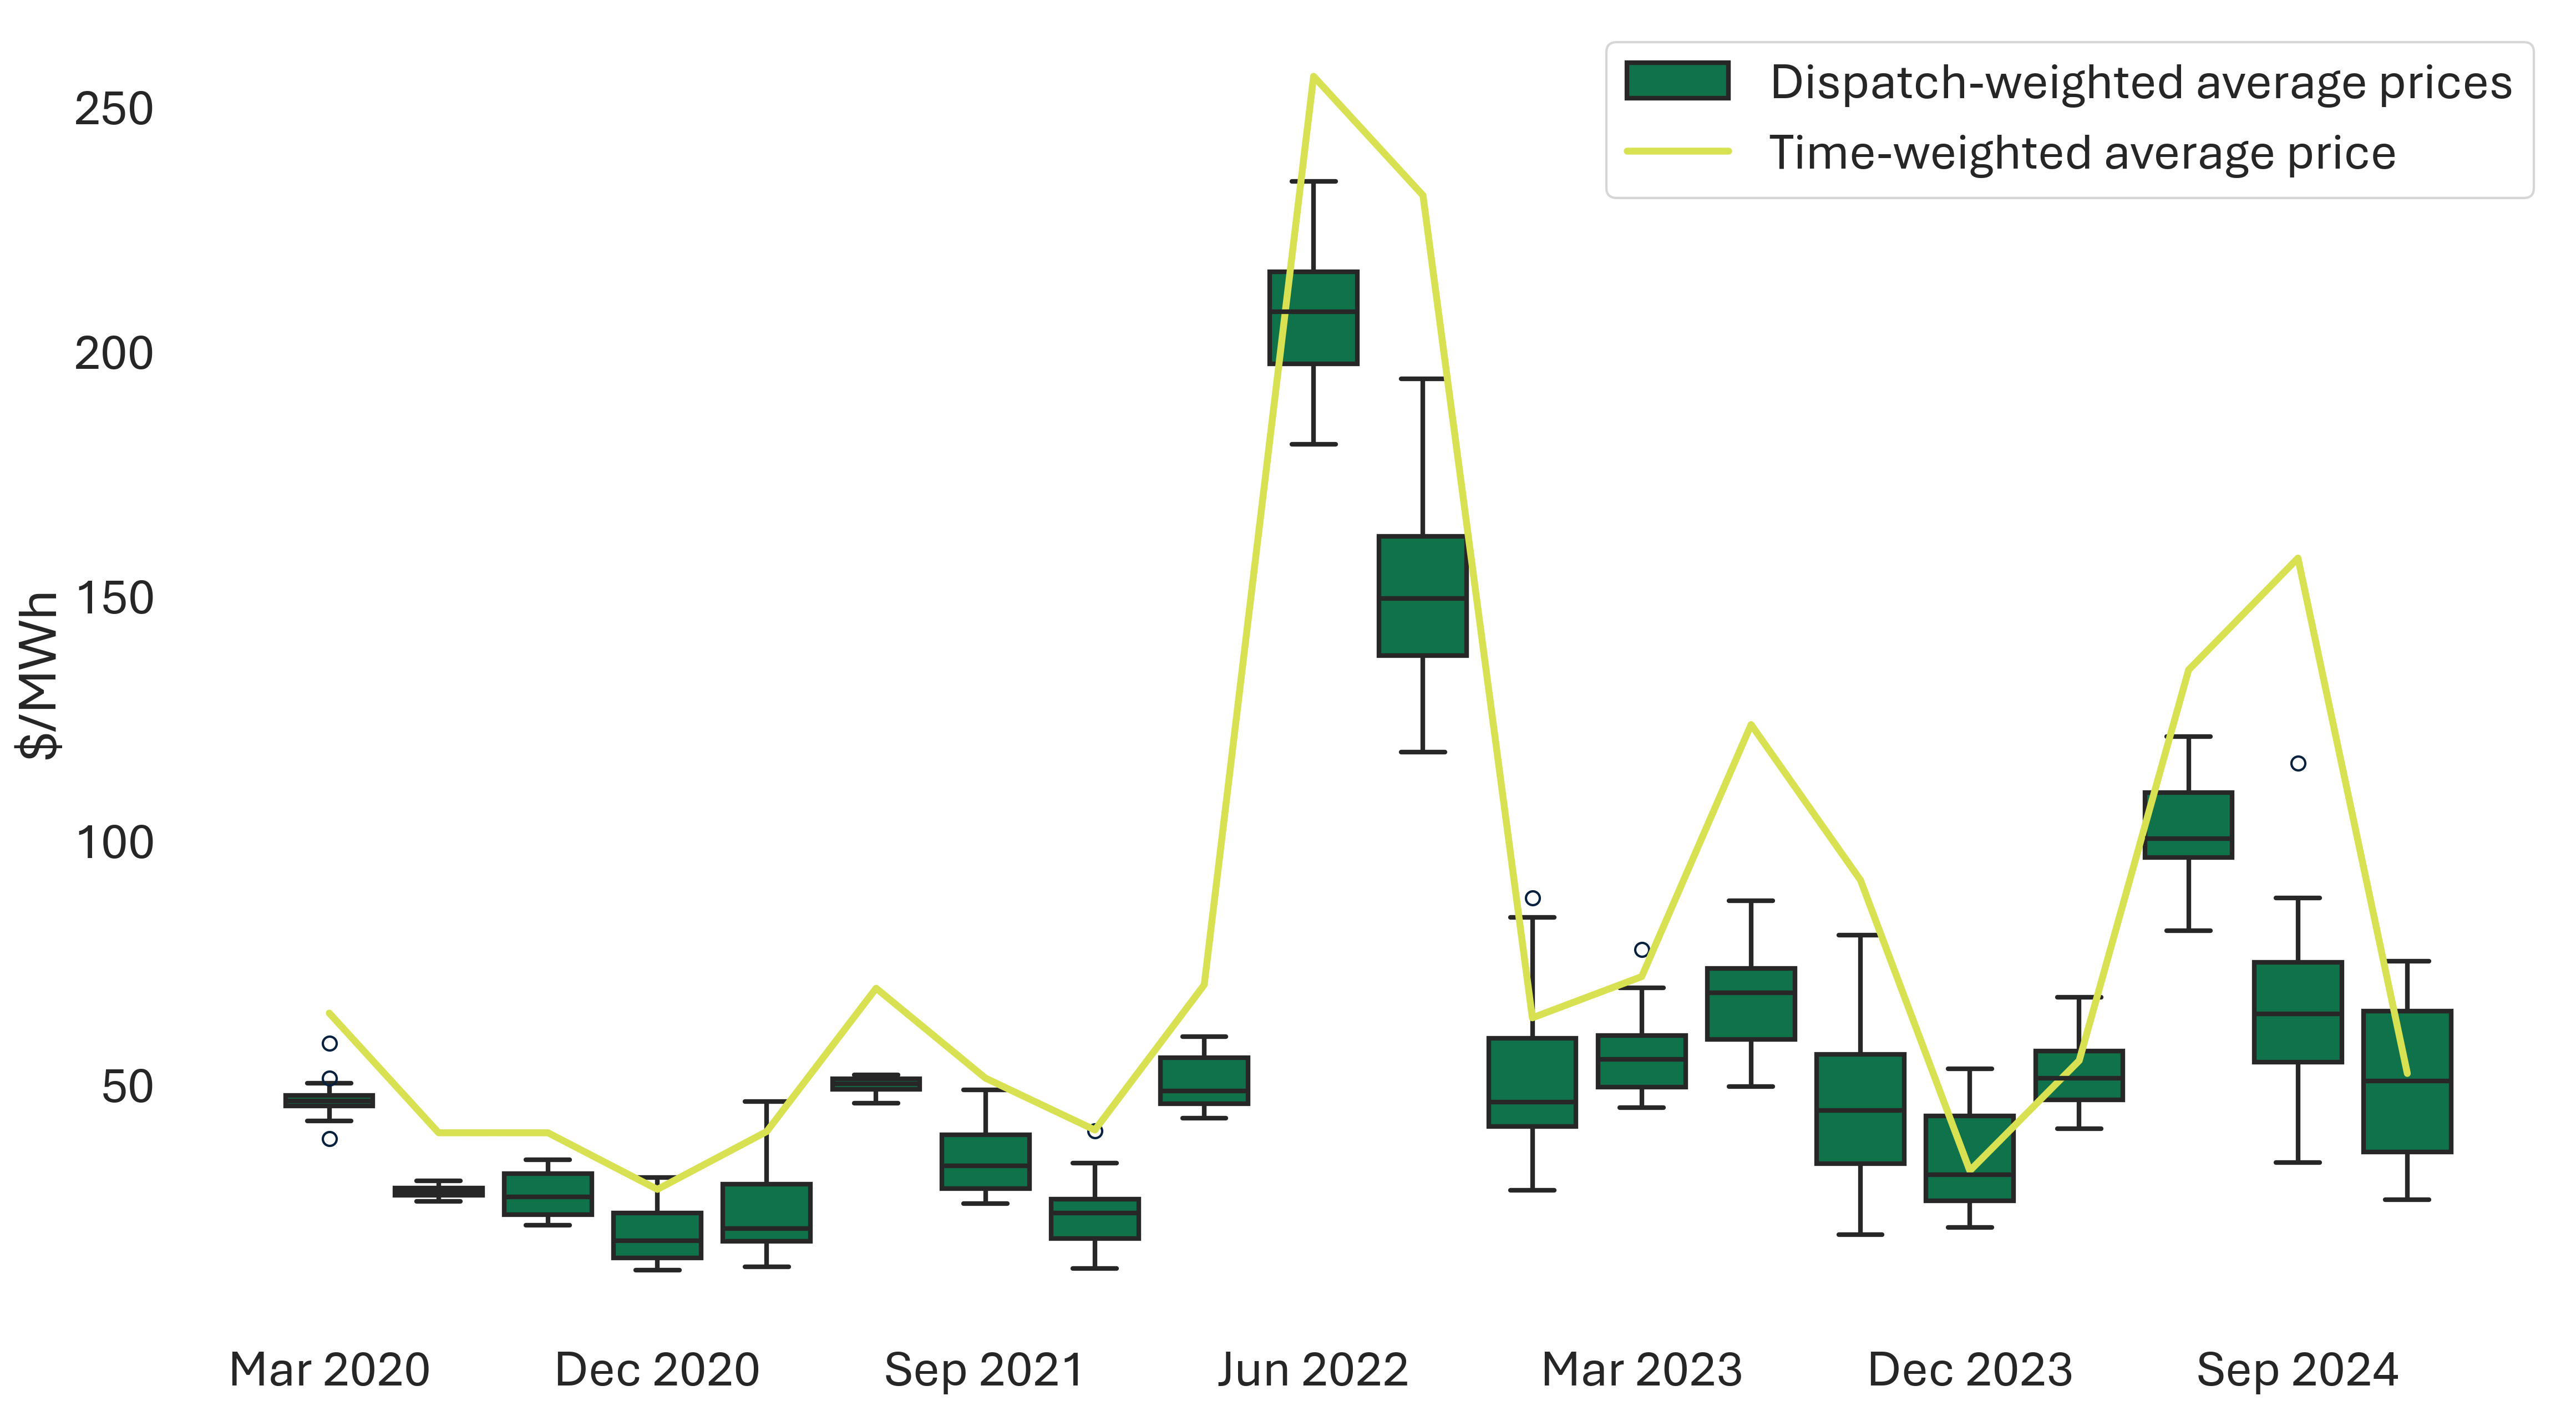 Dispatch-weighted average prices
Time-weighted average price
250
200
150
100
50
$/MWh
Mar 2020
Dec 2020
Sep 2021
Jun 2022
Mar 2023
Dec 2023
Sep 2024